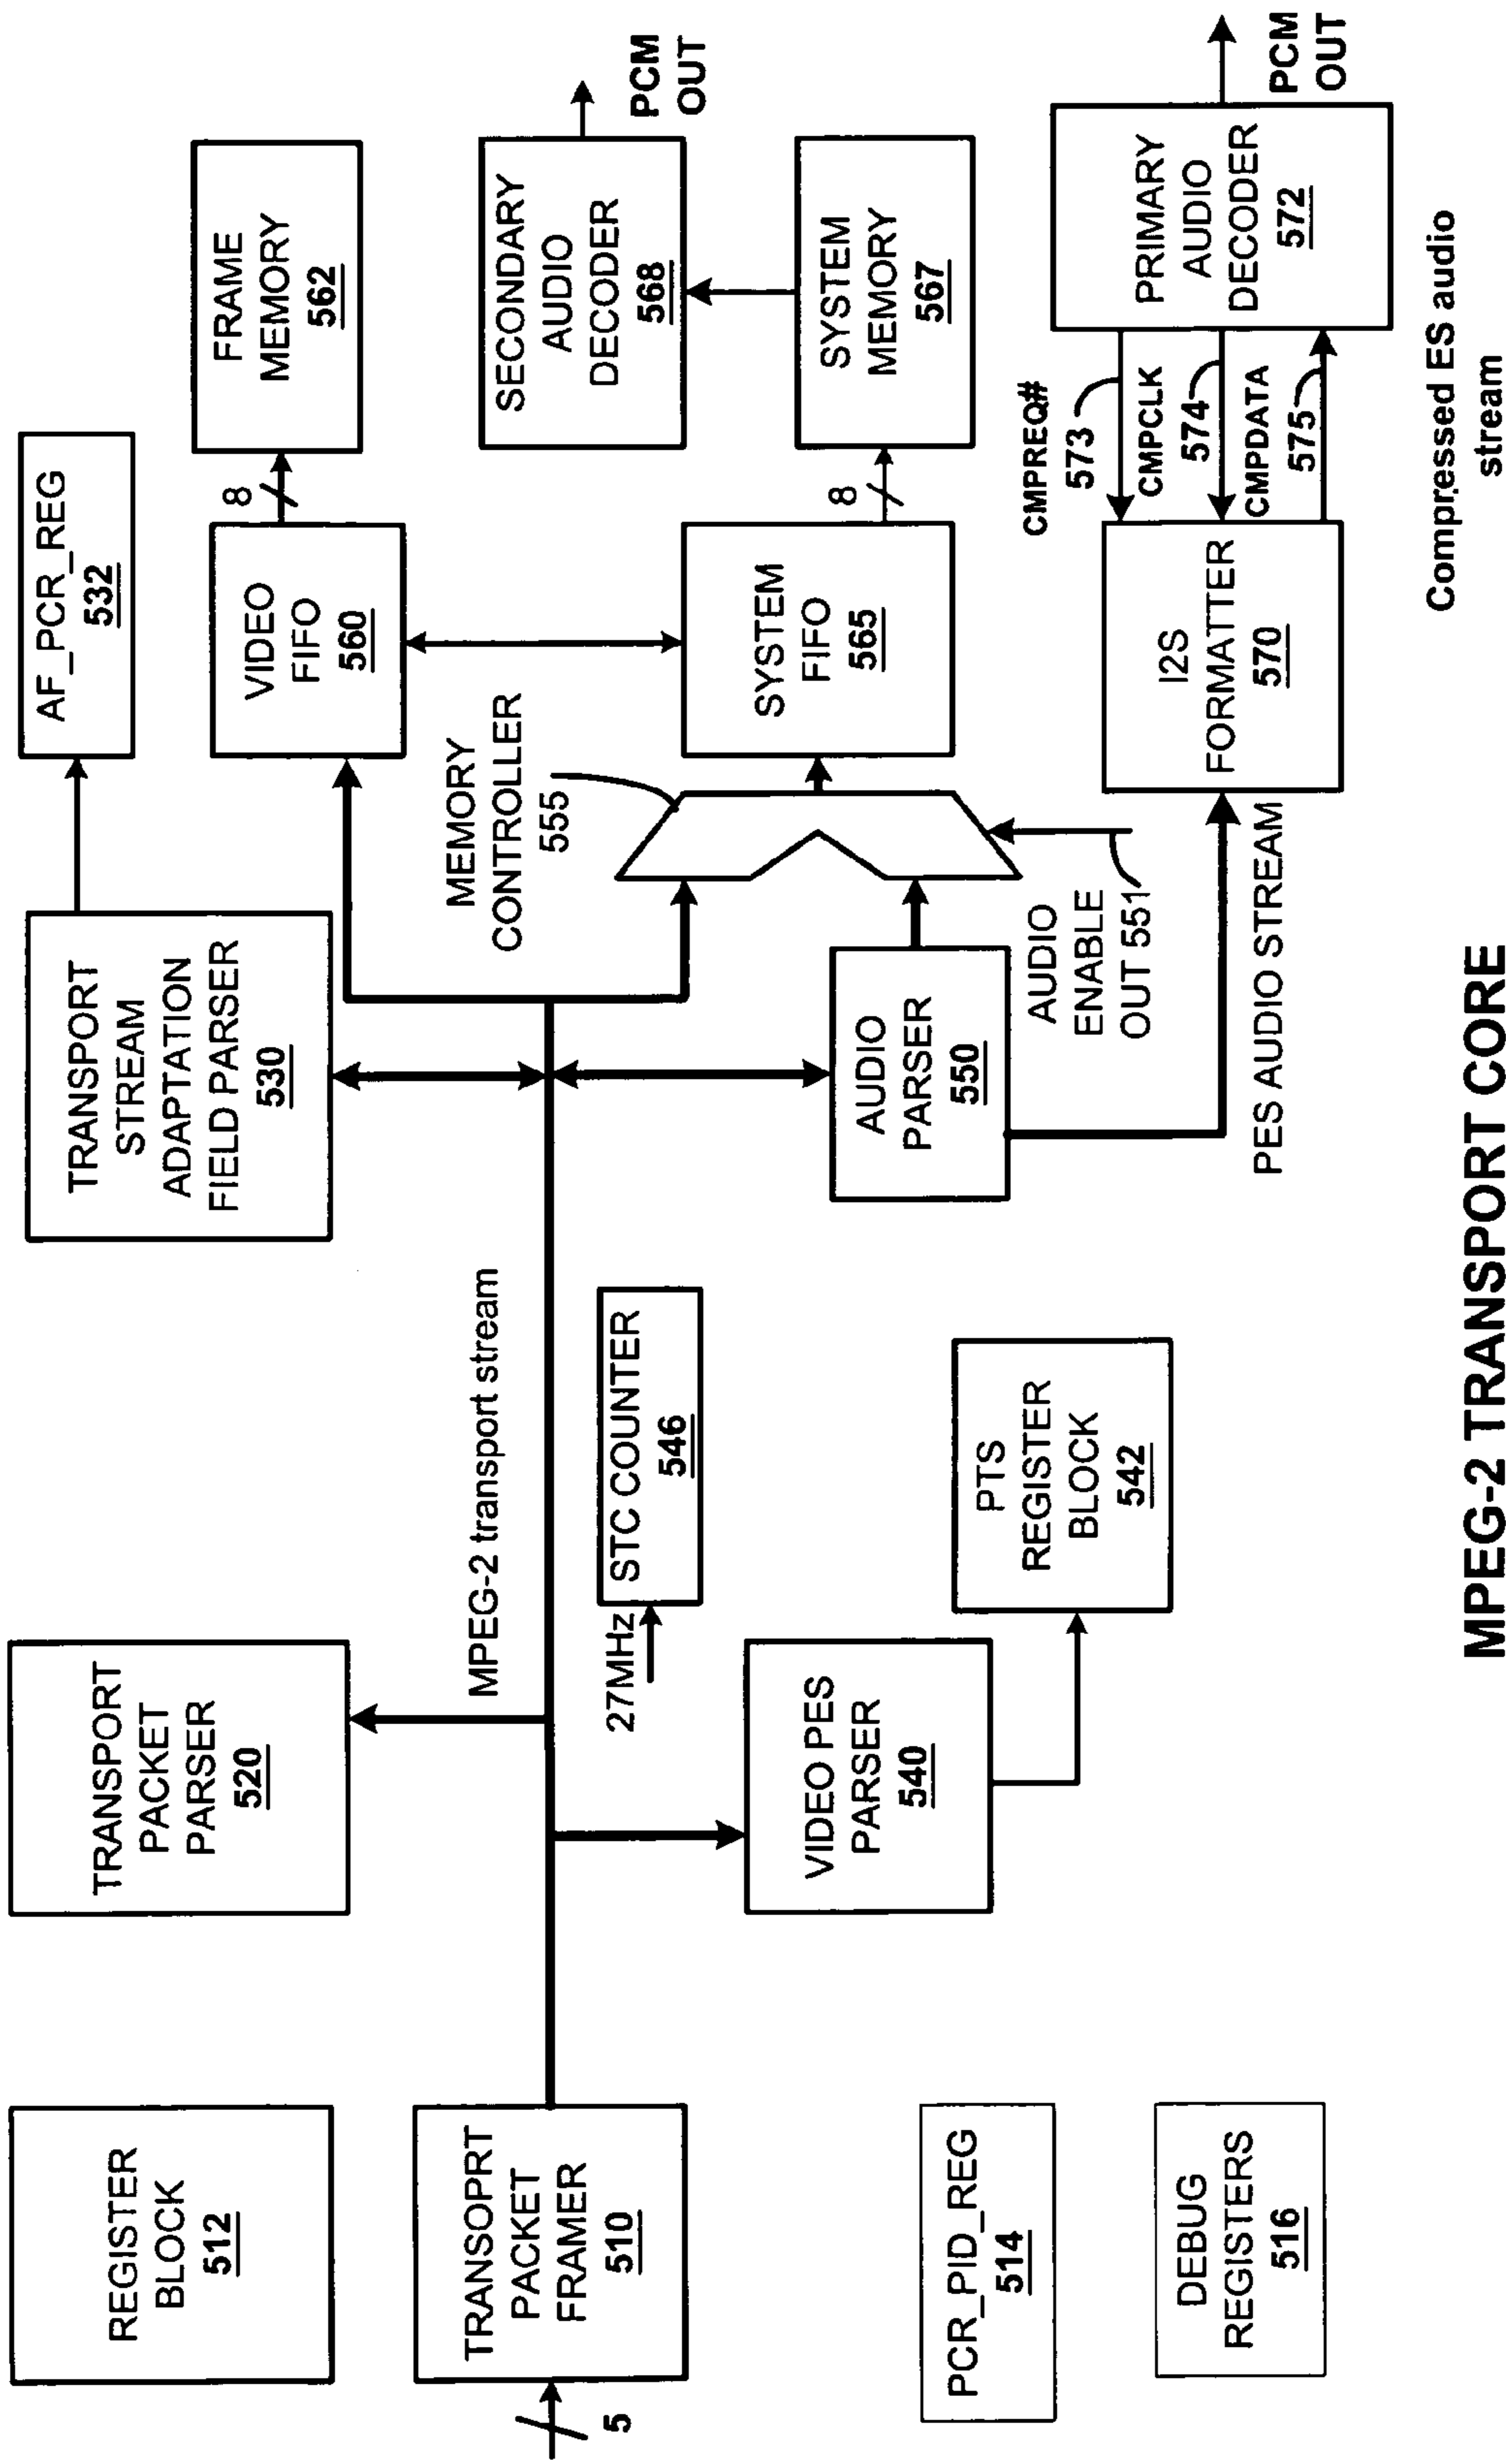 REGISTER
BLOCK
512
TRANSPORT
PACKET
PARSER
520
TRANSPORT
STREAM
ADAPTATION
FIELD PARSER
530
AF_PCR_REG
532
FRAME
MEMORY
562
8
VIDEO
FIFO
560
TRANSOPRT
PACKET
FRAMER
510
5
MPEG-2 transport stream
27MHz
STC COUNTER
546
MEMORY
CONTROLLER
555
SECONDARY
AUDIO
DECODER
568
PCM
OUT
SYSTEM
FIFO
565
8
SYSTEM
MEMORY
567
VIDEO PES
PARSER
540
PTS
REGISTER
BLOCK
542
AUDIO
PARSER
550
AUDIO
ENABLE
OUT 551
PCR_PID_REG
514
DEBUG
REGISTERS
516
PES AUDIO STREAM
I2S
FORMATTER
570
CMPREQ#
573
CMPCLK
574
CMPDATA
575
PRIMARY
AUDIO
DECODER
572
PCM
OUT
Compressed ES audio
stream
MPEG-2 TRANSPORT CORE